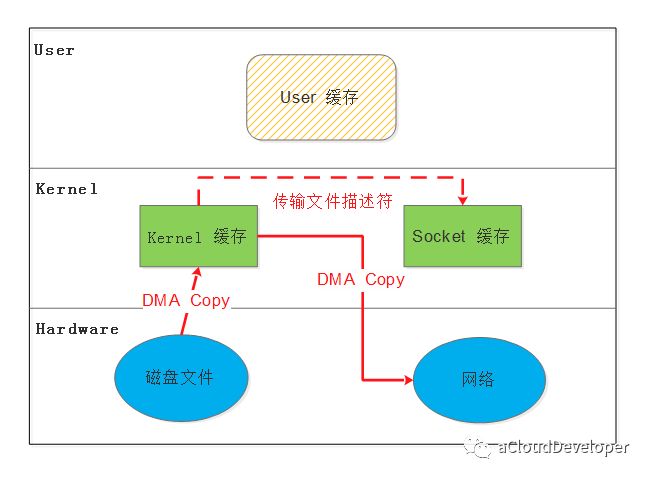 User
User 缓存
Kernel
传输文件描述符
Kernel 缓存
Socket 缓存
DMA Copy
DMA Copy
Hardware
磁盘文件
网络
aCloudDeveloper